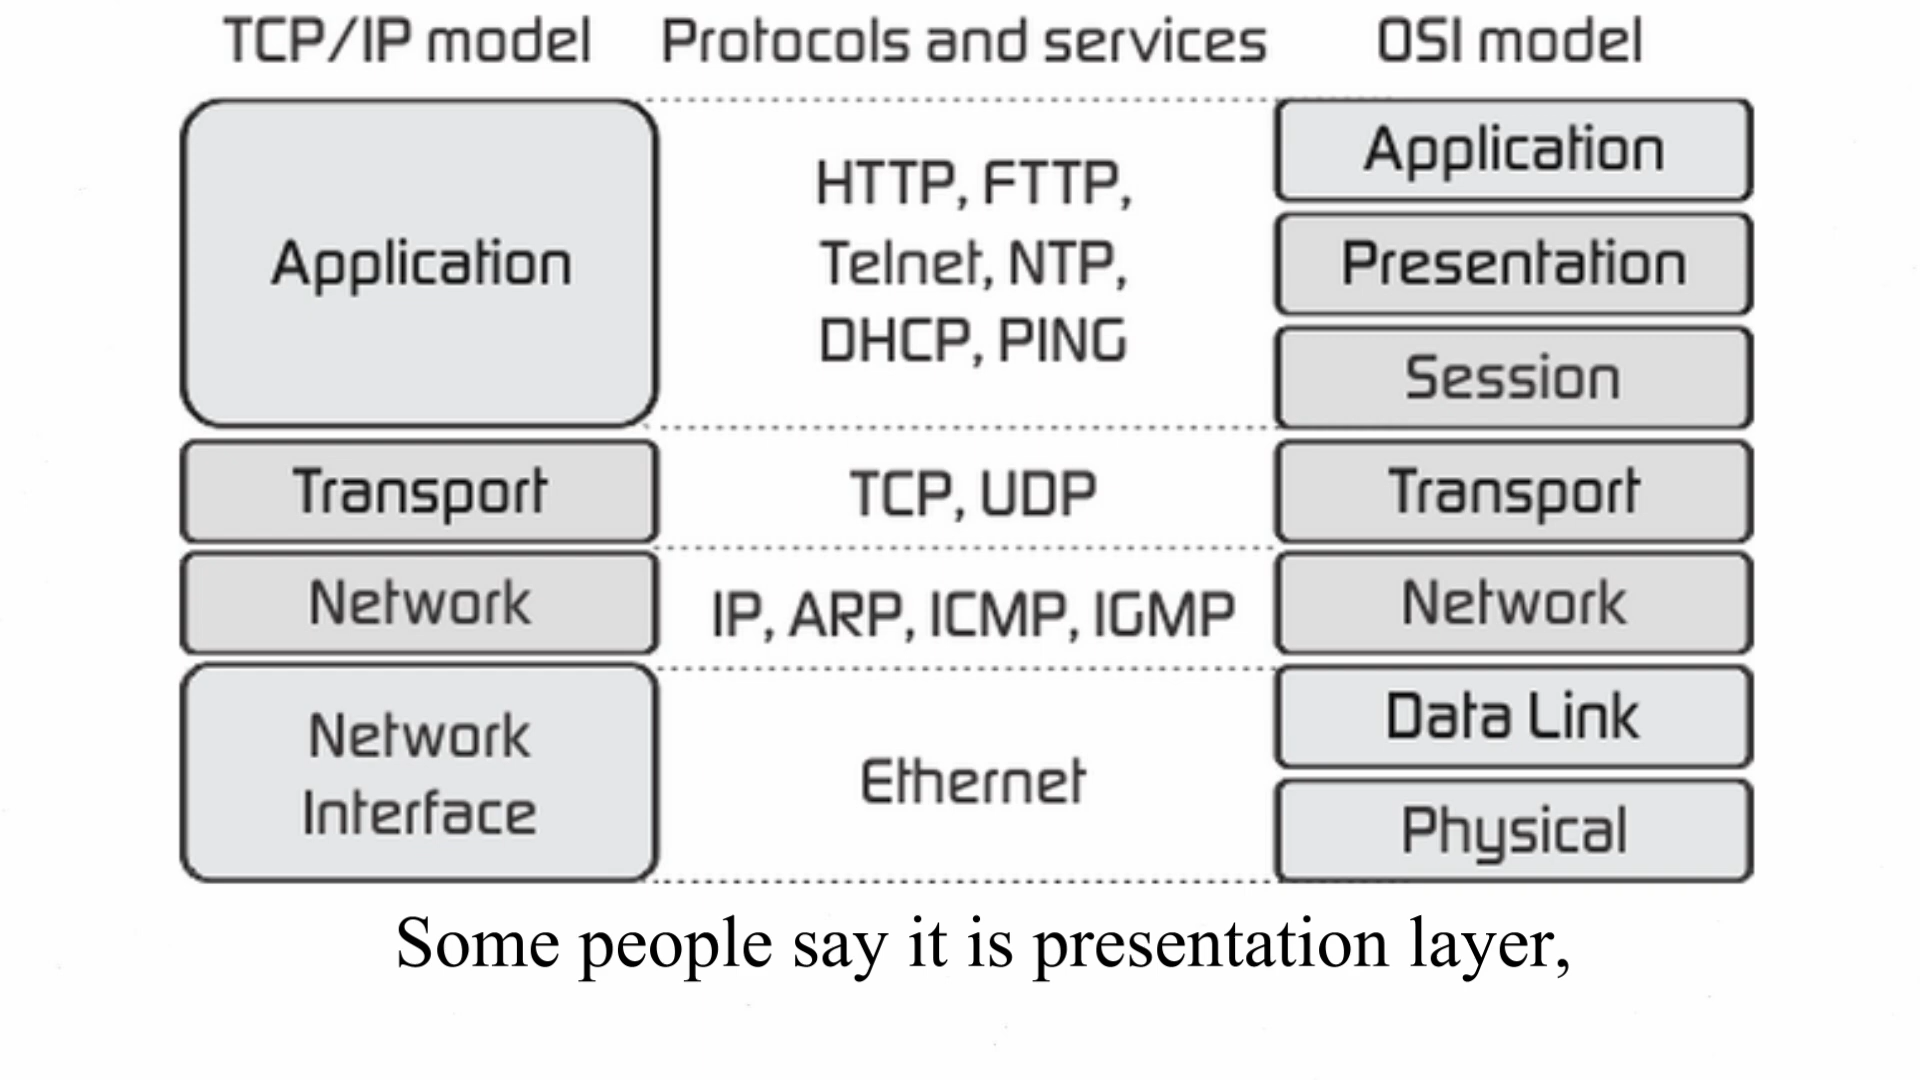 TCP/IP model
Protocols and services
OSI model
Application
HTTP, FTTP,
Telnet, NTP,
DHCP, PING
Application
Presentation
Session
Transport
TCP, UDP
Transport
Network
IP, ARP, ICMP, IGMP
Network
Network
Interface
Ethernet
Data Link
Physical
Some people say it is presentation layer,